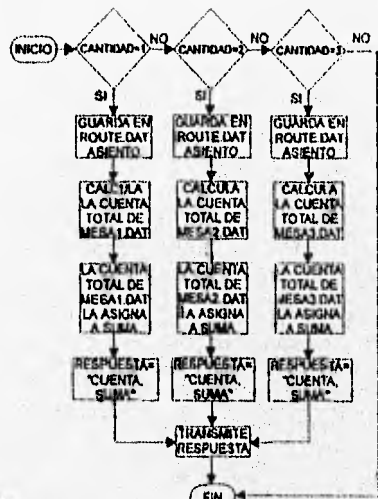 INICIO
CANTIDAD=1
NO
CANTIDAD=2
NO
CANTIDAD=3
NO
SI
SI
SI
GUARDA EN
ROUTE.DAT
ASIENTO
GUARDA EN
ROUTE.DAT
ASIENTO
GUARDA EN
ROUTE.DAT
ASIENTO
CALCULA
LA CUENTA
TOTAL DE
MESA1.DAT
CALCULA
LA CUENTA
TOTAL DE
MESA2.DAT
CALCULA
LA CUENTA
TOTAL DE
MESA3.DAT
LA CUENTA
TOTAL DE
MESA1.DAT
LA ASIGNA
A SUMA
LA CUENTA
TOTAL DE
MESA2.DAT
LA ASIGNA
A SUMA
LA CUENTA
TOTAL DE
MESA3.DAT
LA ASIGNA
A SUMA
RESPUESTA=
"CUENTA,
SUMA"
RESPUESTA=
"CUENTA,
SUMA"
RESPUESTA=
"CUENTA,
SUMA"
TRANSMITE
RESPUESTA
FIN